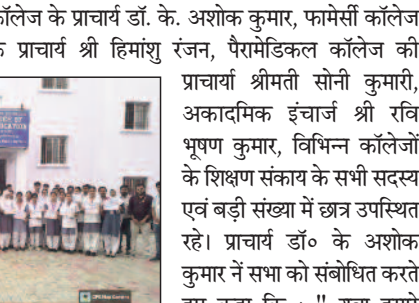 कॉलेज के प्राचार्य डॉ. के. अशोक कुमार, फामेर्सी कॉलेज
के प्राचार्य श्री हिमांशु रंजन, पैरामेडिकल कॉलेज की
प्राचार्या श्रीमती सोनी कुमारी,
अकादमिक इंचार्ज श्री रवि
भूषण कुमार, विभिन्न कॉलेजों
के शिक्षण संकाय के सभी सदस्य
एवं बड़ी संख्या में छात्र उपस्थित
रहे। प्राचार्य डॉ० के अशोक
कुमार नें सभा को संबोधित करते